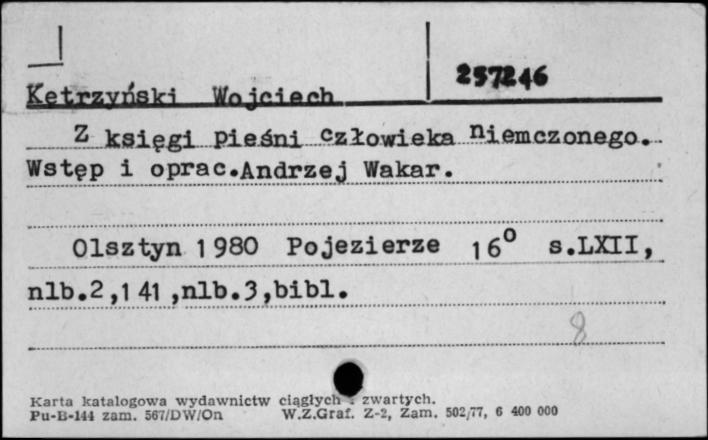 257246
Kętrzyński Wojciech
Z księgi pieśni człowieka niemczonego.
Wstęp i oprac.Andrzej Wakar.
Olsztyn 1980 Pojezierze 16° s.LXII,
nlb.2,141,nlb.3,bibl.
8
Karta katalogowa wydawnictw ciągłych i zwartych.
Pu-B-144 zam. 567/DW/On W.Z.Graf. Z-2, Zam. 502/77, 6 400 000